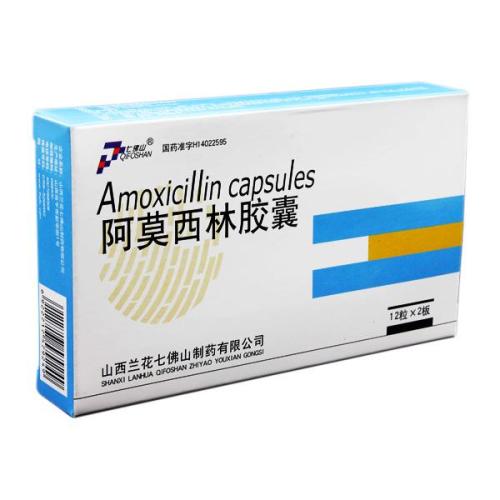 七佛山®
QIFOSHAN
国药准字H14022595
Amoxicillin capsules
阿莫西林胶囊
12粒×2板
山西兰花七佛山制药有限公司
SHANXI LANHUA QIFOSHAN ZHIYAO YOUXIAN GONGSI